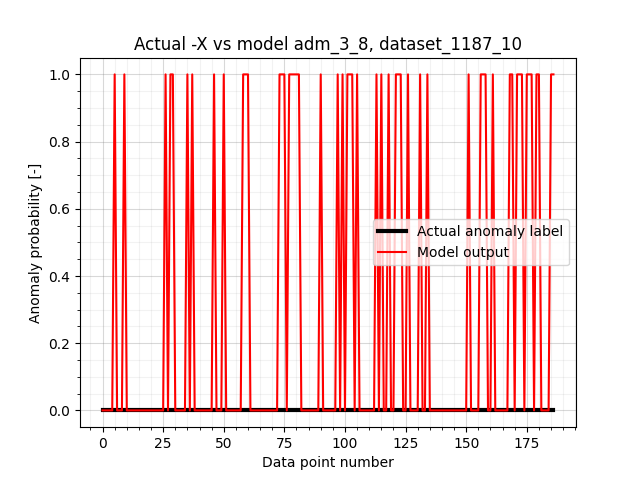 Actual -X vs model adm_3_8, dataset_1187_10
Anomaly probability [-]
1.0
0.8
0.6
0.4
0.2
0.0
Actual anomaly label
Model output
0 25 50 75 100 125 150 175
Data point number